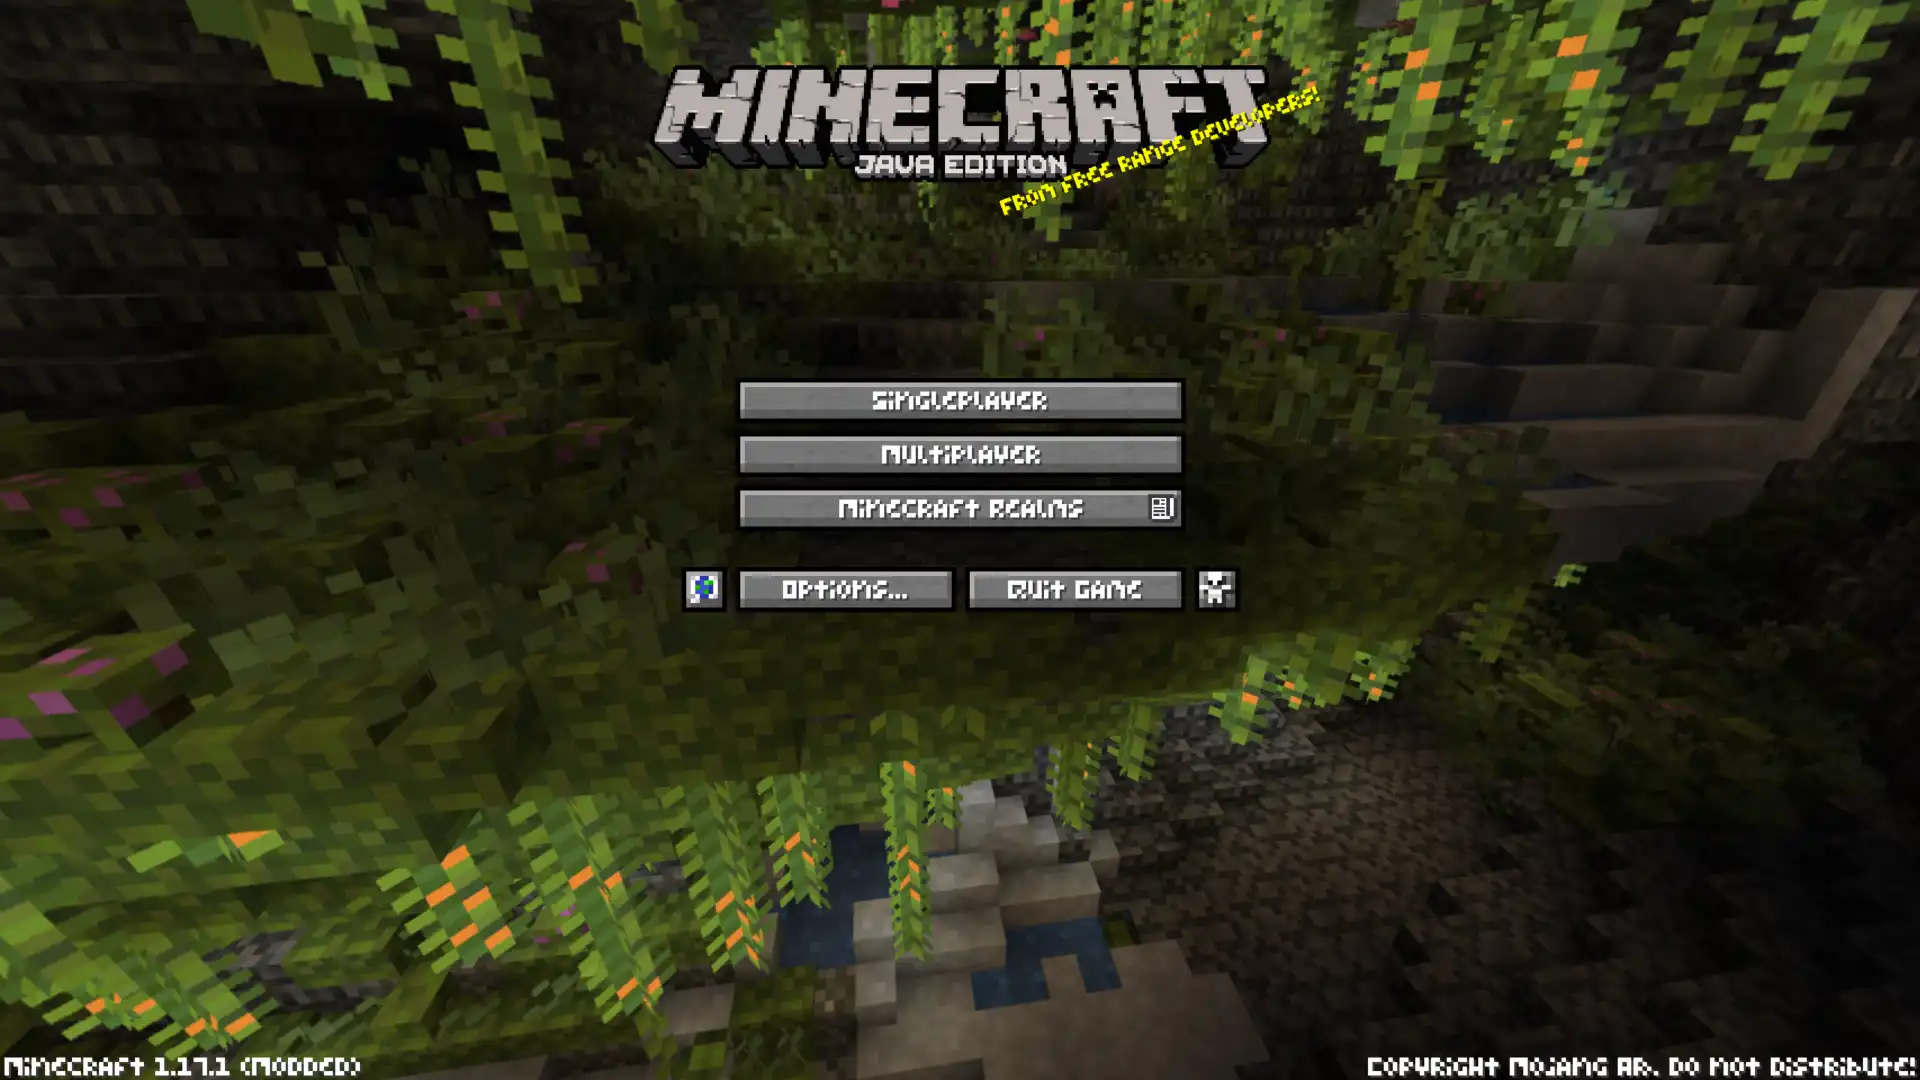 MINECRAFT
JAVA EDITION
FROM FREE RANGE DEVELOPERS!
SINGLEPLAYER
MULTIPLAYER
MINECRAFT REALMS
OPTIONS...
QUIT GAME
MINECRAFT 1.17.1 (MODDED)
COPYRIGHT MOJANG AB. DO NOT DISTRIBUTE!